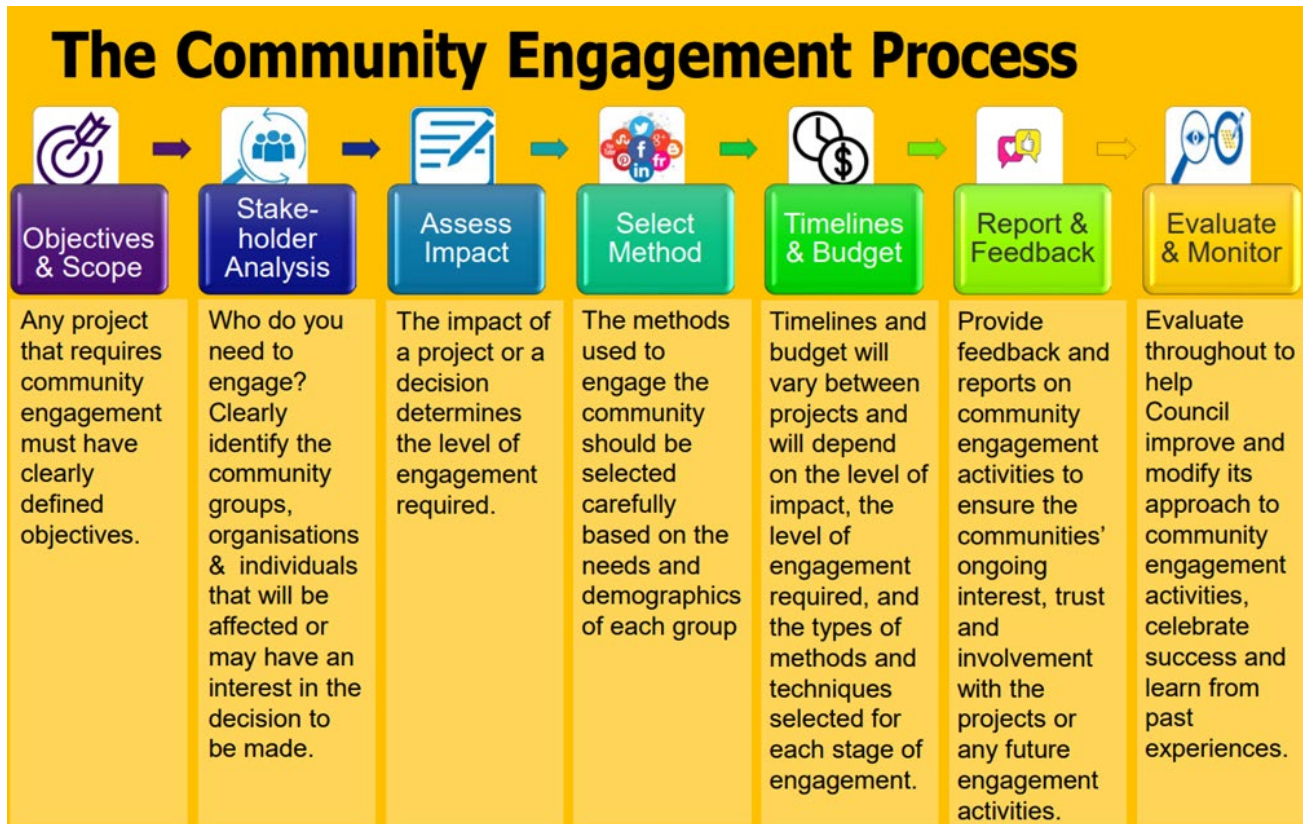 The Community Engagement Process
Objectives
& Scope
Any project
that requires
community
engagement
must have
clearly
defined
objectives.
Stake-
holder
Analysis
Who do you
need to
engage?
Clearly
identify the
community
groups,
organisations
& individuals
that will be
affected or
may have an
interest in the
decision to
be made.
Assess
Impact
The impact of
a project or a
decision
determines
the level of
engagement
required.
Select
Method
The methods
used to
engage the
community
should be
selected
carefully
based on the
needs and
demographics
of each group
Timelines
& Budget
Timelines and
budget will
vary between
projects and
will depend
on the level of
impact, the
level of
engagement
required, and
the types of
methods and
techniques
selected for
each stage of
engagement.
Report &
Feedback
Provide
feedback and
reports on
community
engagement
activities to
ensure the
communities’
ongoing
interest, trust
and
involvement
with the
projects or
any future
engagement
activities.
Evaluate
& Monitor
Evaluate
throughout to
help
Council
improve and
modify its
approach to
community
engagement
activities,
celebrate
success and
learn from
past
experiences.